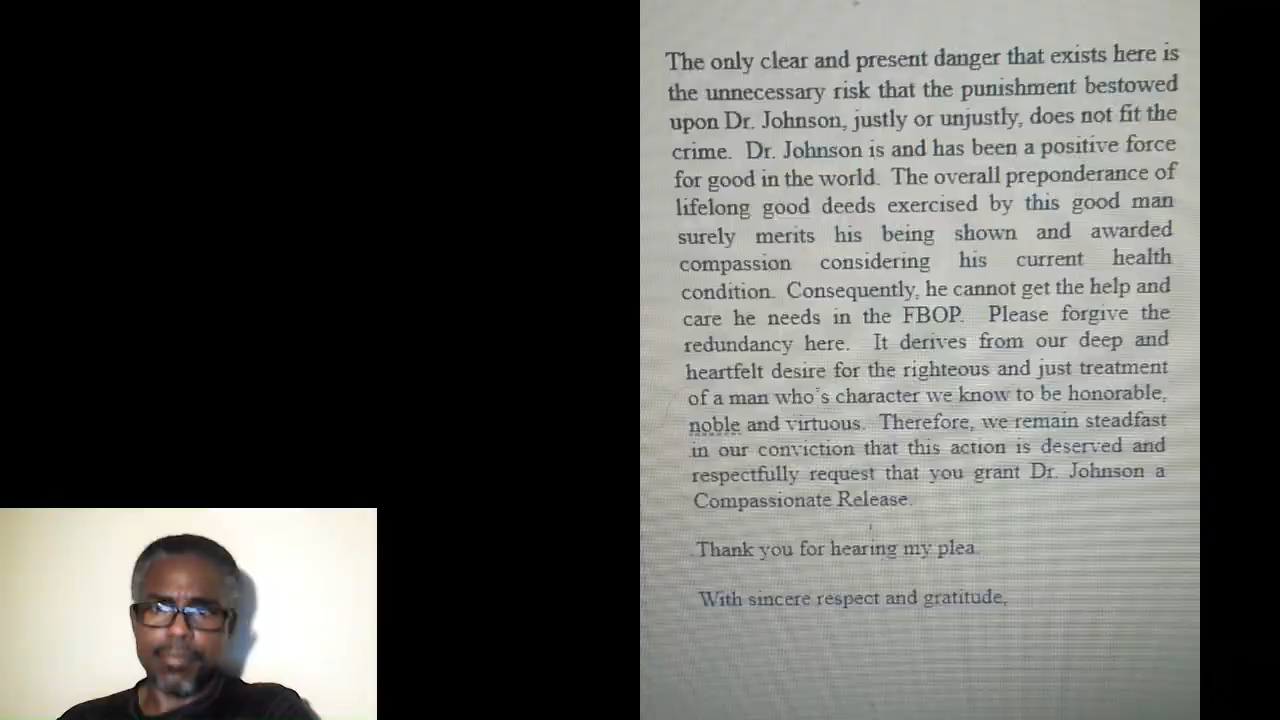 The only clear and present danger that exists here is
the unnecessary risk that the punishment bestowed
upon Dr. Johnson, justly or unjustly, does not fit the
crime. Dr. Johnson is and has been a positive force
for good in the world. The overall preponderance of
lifelong good deeds exercised by this good man
surely merits his being shown and awarded
compassion considering his current health
condition. Consequently, he cannot get the help and
care he needs in the FBOP. Please forgive the
redundancy here. It derives from our deep and
heartfelt desire for the righteous and just treatment
of a man who's character we know to be honorable,
noble and virtuous. Therefore, we remain steadfast
in our conviction that this action is deserved and
respectfully request that you grant Dr. Johnson a
Compassionate Release.
Thank you for hearing my plea.
With sincere respect and gratitude,